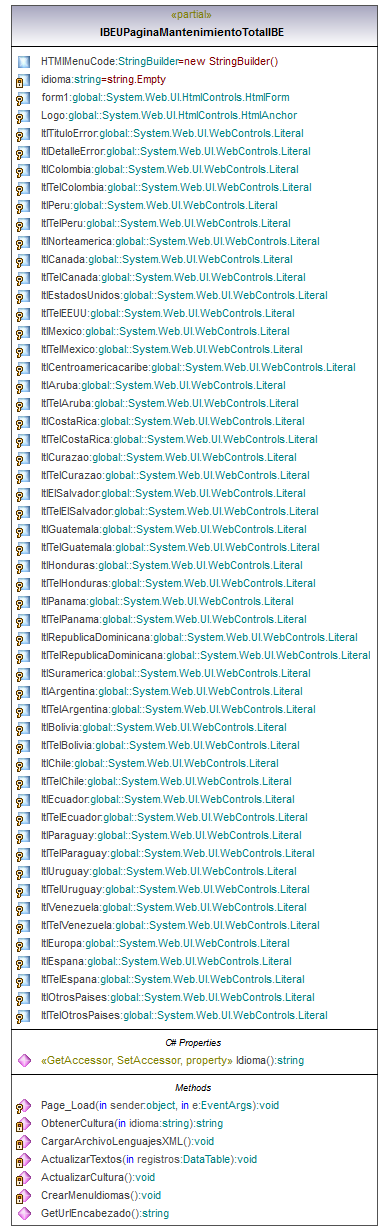 «partial»
IBEUPaginaMantenimientoTotalIBE
HTMlMenuCode:StringBuilder=new StringBuilder()
idioma:string=string.Empty
form1:global::System.Web.UI.HtmlControls.HtmlForm
Logo:global::System.Web.UI.HtmlControls.HtmlAnchor
ltlTituloError:global::System.Web.UI.WebControls.Literal
ltlDetalleError:global::System.Web.UI.WebControls.Literal
ltlColombia:global::System.Web.UI.WebControls.Literal
ltlTelColombia:global::System.Web.UI.WebControls.Literal
ltlPeru:global::System.Web.UI.WebControls.Literal
ltlTelPeru:global::System.Web.UI.WebControls.Literal
ltlNorteamerica:global::System.Web.UI.WebControls.Literal
ltlCanada:global::System.Web.UI.WebControls.Literal
ltlTelCanada:global::System.Web.UI.WebControls.Literal
ltlEstadosUnidos:global::System.Web.UI.WebControls.Literal
ltlTelEEUU:global::System.Web.UI.WebControls.Literal
ltlMexico:global::System.Web.UI.WebControls.Literal
ltlTelMexico:global::System.Web.UI.WebControls.Literal
ltlCentroamericacaribe:global::System.Web.UI.WebControls.Literal
ltlAruba:global::System.Web.UI.WebControls.Literal
ltlTelAruba:global::System.Web.UI.WebControls.Literal
ltlCostaRica:global::System.Web.UI.WebControls.Literal
ltlTelCostaRica:global::System.Web.UI.WebControls.Literal
ltlCurazao:global::System.Web.UI.WebControls.Literal
ltlTelCurazao:global::System.Web.UI.WebControls.Literal
ltlElSalvador:global::System.Web.UI.WebControls.Literal
ltlTelElSalvador:global::System.Web.UI.WebControls.Literal
ltlGuatemala:global::System.Web.UI.WebControls.Literal
ltlTelGuatemala:global::System.Web.UI.WebControls.Literal
ltlHonduras:global::System.Web.UI.WebControls.Literal
ltlTelHonduras:global::System.Web.UI.WebControls.Literal
ltlPanama:global::System.Web.UI.WebControls.Literal
ltlTelPanama:global::System.Web.UI.WebControls.Literal
ltlRepublicaDominicana:global::System.Web.UI.WebControls.Literal
ltlTelRepublicaDominicana:global::System.Web.UI.WebControls.Literal
ltlSuramerica:global::System.Web.UI.WebControls.Literal
ltlArgentina:global::System.Web.UI.WebControls.Literal
ltlTelArgentina:global::System.Web.UI.WebControls.Literal
ltlBolivia:global::System.Web.UI.WebControls.Literal
ltlTelBolivia:global::System.Web.UI.WebControls.Literal
ltlChile:global::System.Web.UI.WebControls.Literal
ltlTelChile:global::System.Web.UI.WebControls.Literal
ltlEcuador:global::System.Web.UI.WebControls.Literal
ltlTelEcuador:global::System.Web.UI.WebControls.Literal
ltlParaguay:global::System.Web.UI.WebControls.Literal
ltlTelParaguay:global::System.Web.UI.WebControls.Literal
ltlUruguay:global::System.Web.UI.WebControls.Literal
ltlTelUruguay:global::System.Web.UI.WebControls.Literal
ltlVenezuela:global::System.Web.UI.WebControls.Literal
ltlTelVenezuela:global::System.Web.UI.WebControls.Literal
ltlEuropa:global::System.Web.UI.WebControls.Literal
ltlEspana:global::System.Web.UI.WebControls.Literal
ltlTelEspana:global::System.Web.UI.WebControls.Literal
ltlOtrosPaises:global::System.Web.UI.WebControls.Literal
ltlTelOtrosPaises:global::System.Web.UI.WebControls.Literal
C# Properties
«GetAccessor, SetAccessor, property» Idioma():string
Methods
Page_Load(in sender:object, in e:EventArgs):void
ObtenerCultura(in idioma:string):string
CargarArchivoLenguajesXML():void
ActualizarTextos(in registros:DataTable):void
ActualizarCultura():void
CrearMenuIdiomas():void
GetUrlEncabezado():string